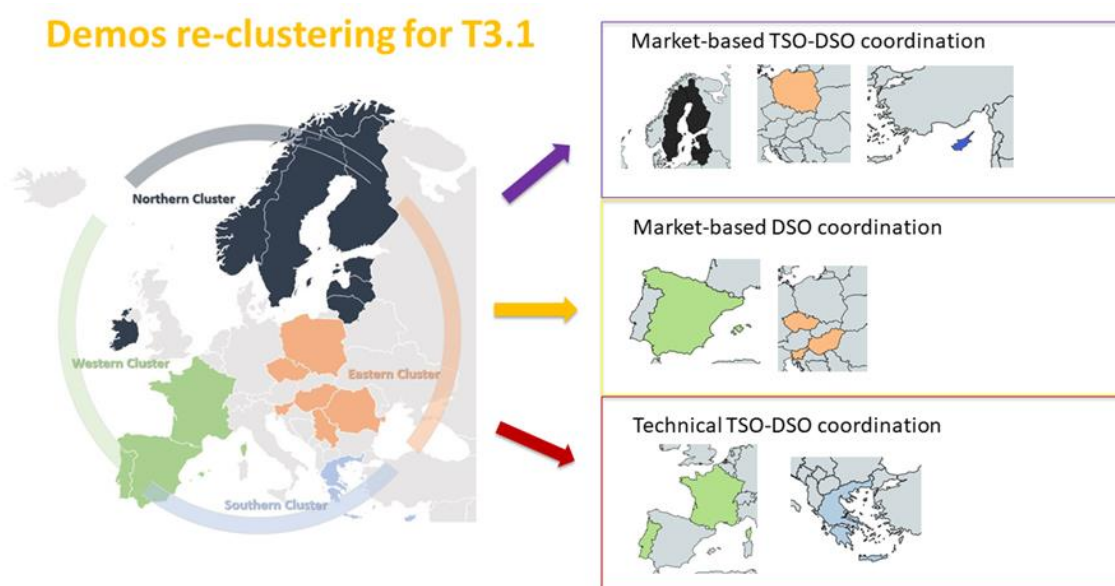 Demos re-clustering for T3.1
Northern Cluster
Western Cluster
Eastern Cluster
Southern Cluster
Market-based TSO-DSO coordination
Market-based DSO coordination
Technical TSO-DSO coordination